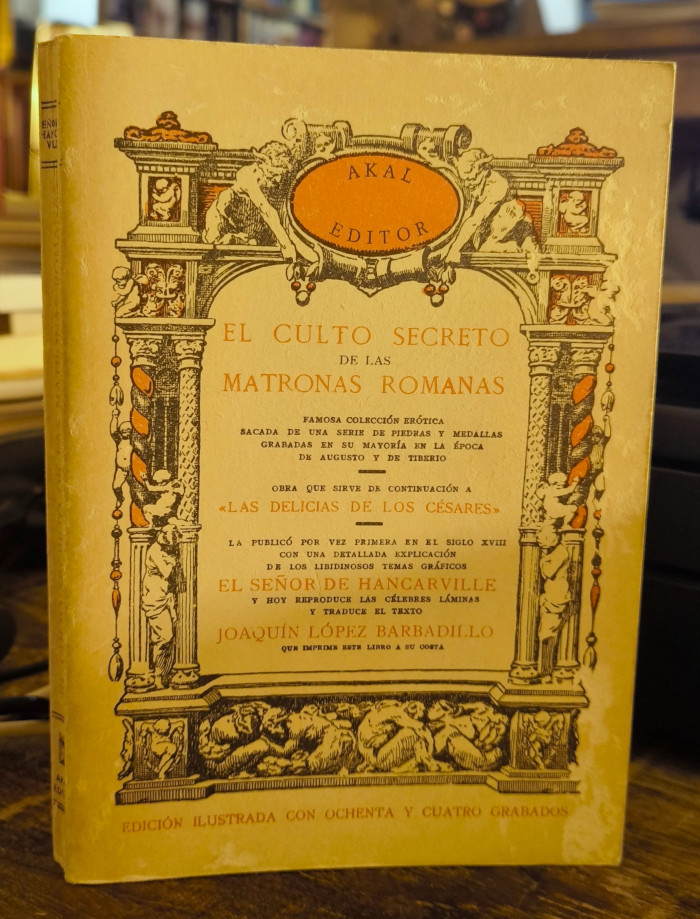 AKAL
EDITOR
EL CULTO SECRETO
DE LAS
MATRONAS ROMANAS
FAMOSA COLECCIÓN ERÓTICA
SACADA DE UNA SERIE DE PIEDRAS Y MEDALLAS
GRABADAS EN SU MAYORÍA EN LA ÉPOCA
DE AUGUSTO Y DE TIBERIO
OBRA QUE SIRVE DE CONTINUACIÓN A
«LAS DELICIAS DE LOS CÉSARES»
LA PUBLICÓ POR VEZ PRIMERA EN EL SIGLO XVIII
CON UNA DETALLADA EXPLICACIÓN
DE LOS LIBIDINOSOS TEMAS GRÁFICOS
EL SEÑOR DE HANCARVILLE
Y HOY REPRODUCE LAS CÉLEBRES LÁMINAS
Y TRADUCE EL TEXTO
JOAQUÍN LÓPEZ BARBADILLO
QUE IMPRIME ESTE LIBRO A SU COSTA
EDICIÓN ILUSTRADA CON OCHENTA Y CUATRO GRABADOS